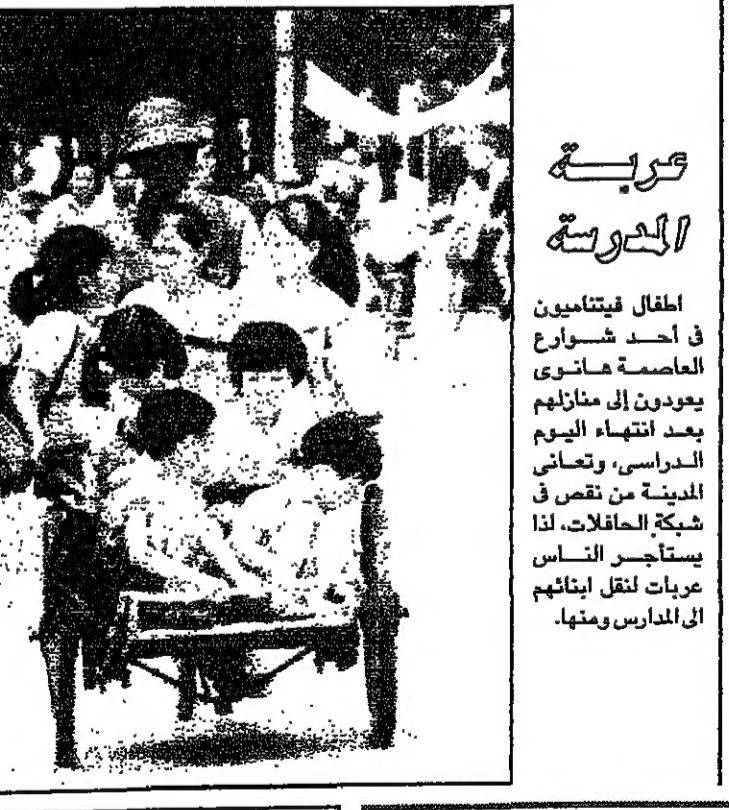 عربة
المدرسة
اطفال فيتناميون
فى أحد شوارع
العاصمة هانوى
يعودون إلى منازلهم
بعد انتهاء اليوم
الدراسى، وتعانى
المدينة من نقص فى
شبكة الحافلات، لذا
يستأجر الناس
عربات لنقل ابنائهم
الى المدارس ومنها.